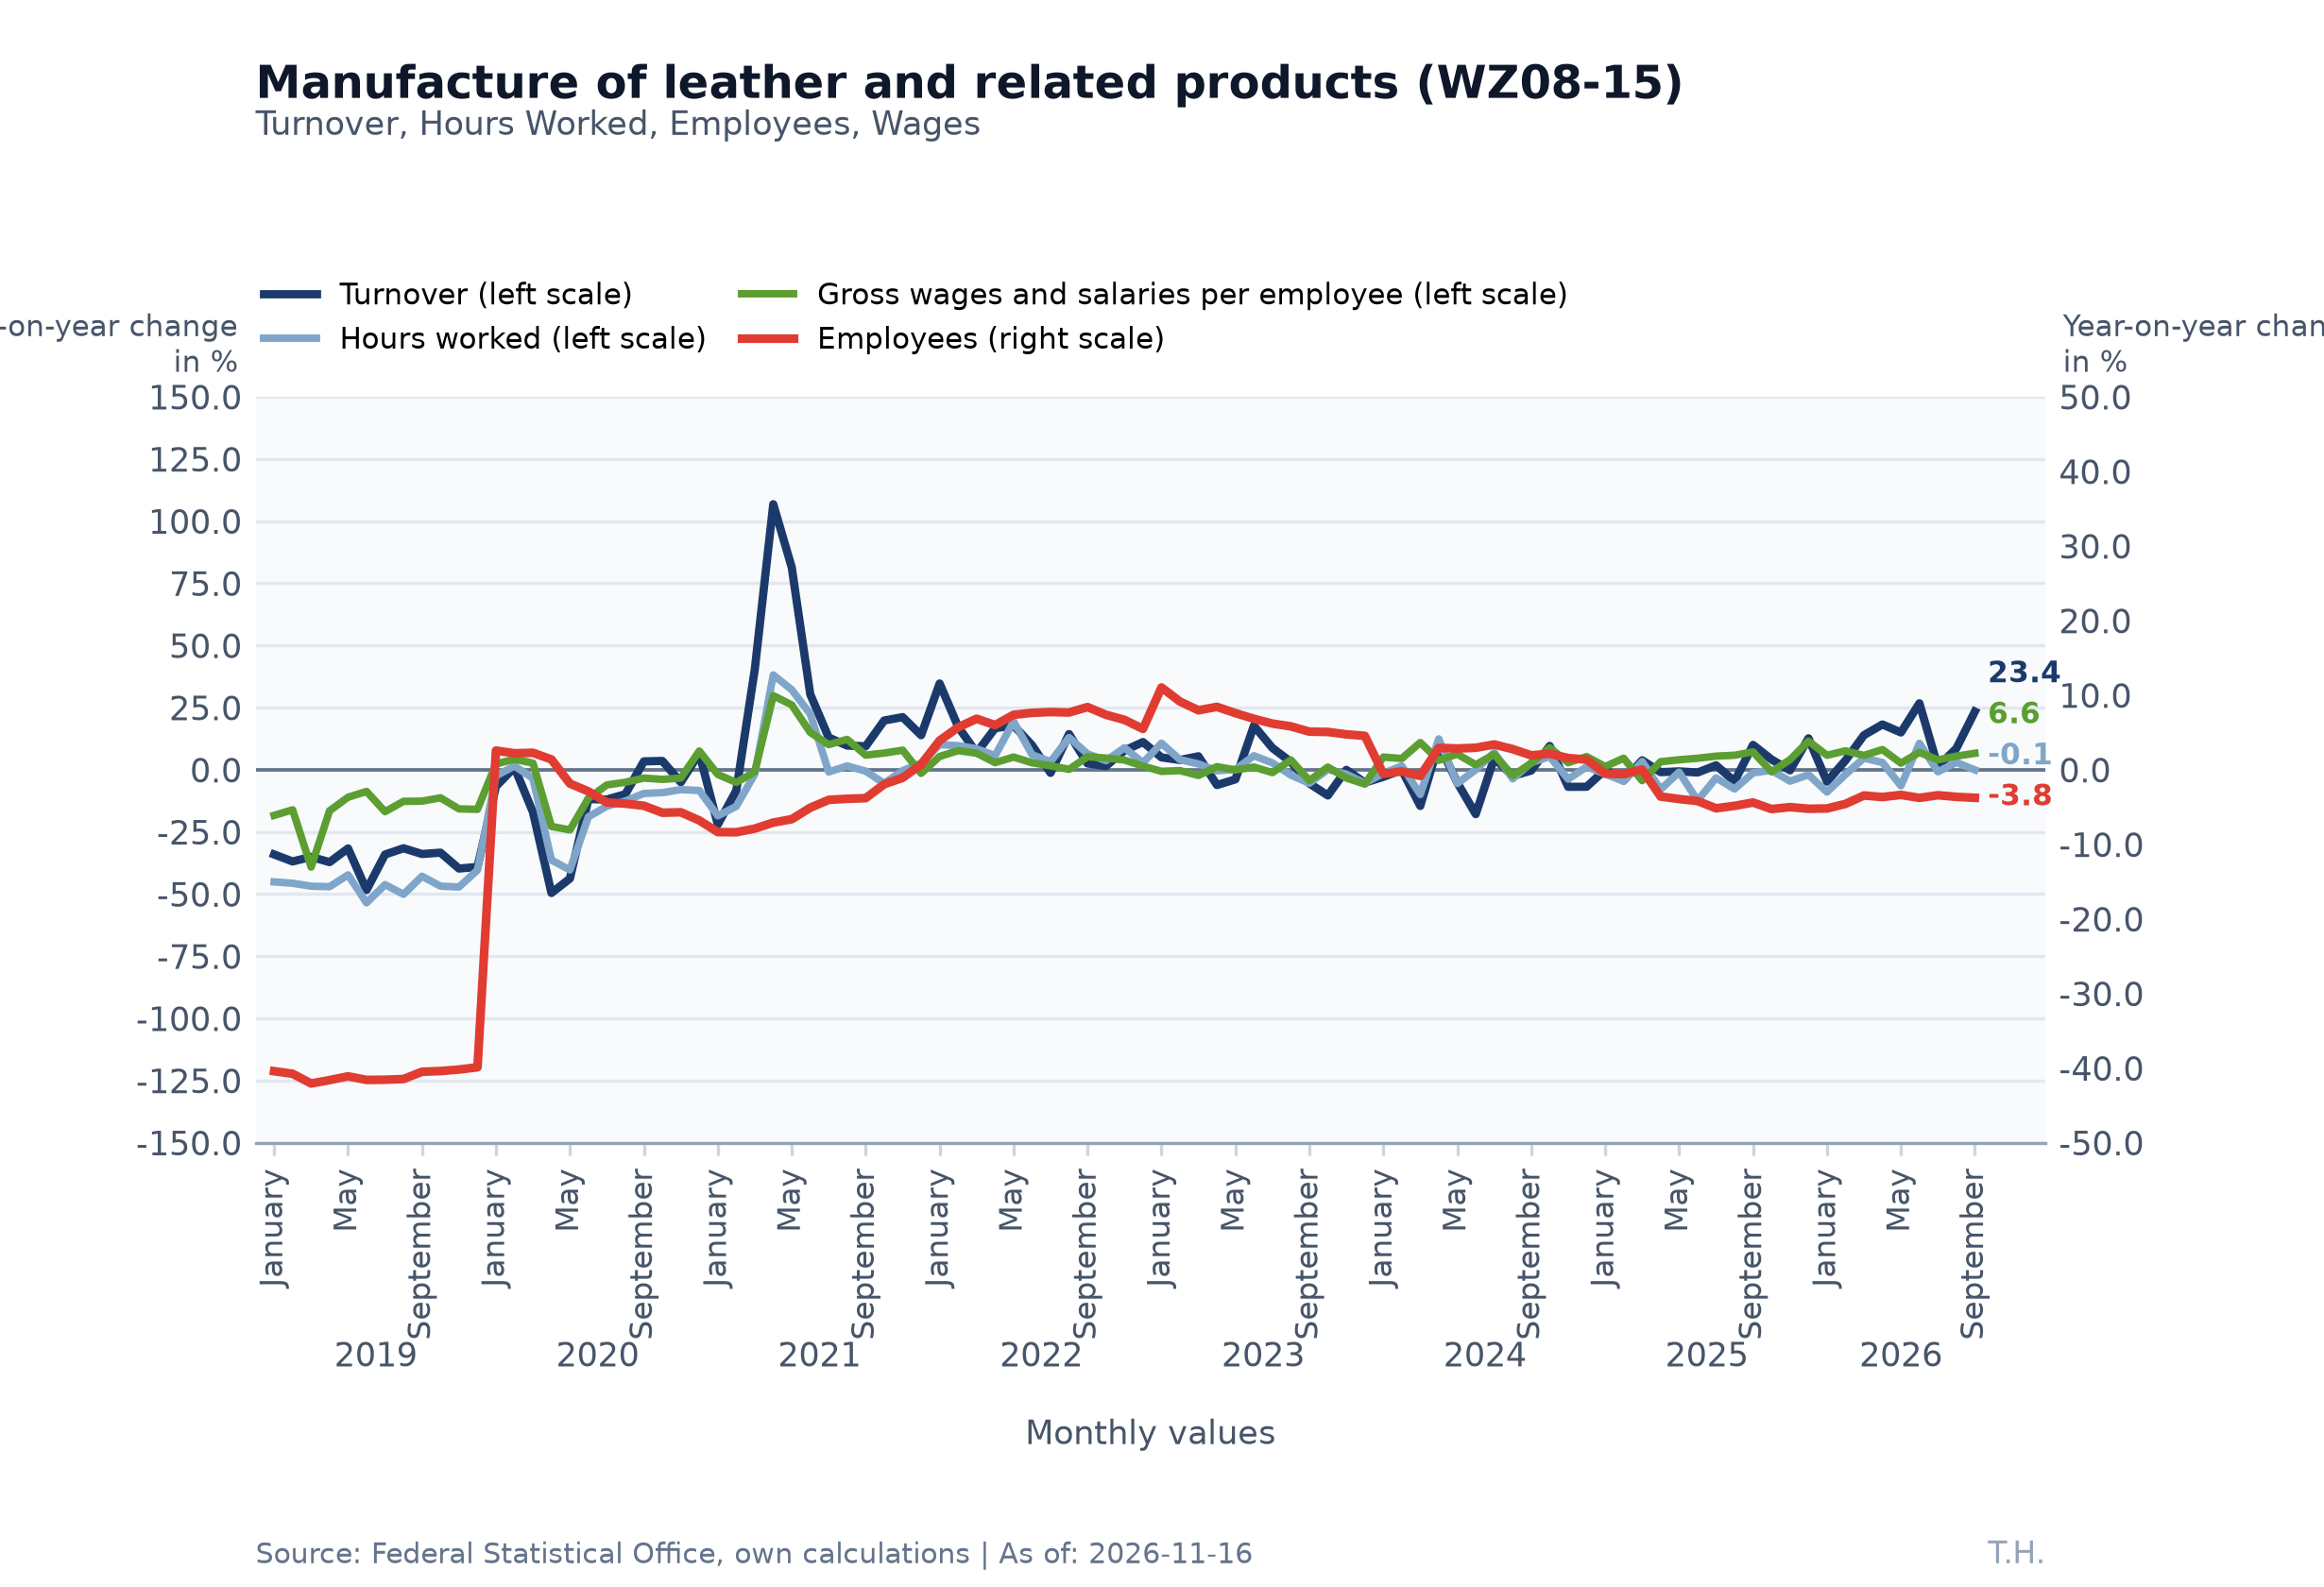 Manufacture of leather and related products (WZ08-15)
Turnover, Hours Worked, Employees, Wages
Turnover (left scale)
Gross wages and salaries per employee (left scale)
Hours worked (left scale)
Employees (right scale)
-on-year change
in %
Year-on-year chan
in %
150.0
125.0
100.0
75.0
50.0
25.0
0.0
-25.0
-50.0
-75.0
-100.0
-125.0
-150.0
50.0
40.0
30.0
20.0
10.0
0.0
-10.0
-20.0
-30.0
-40.0
-50.0
23.4
6.6
-0.1
-3.8
January
May
September
January
May
September
January
May
September
January
May
September
January
May
September
January
May
September
January
May
September
January
May
September
2019
2020
2021
2022
2023
2024
2025
2026
Monthly values
Source: Federal Statistical Office, own calculations | As of: 2026-11-16
T.H.